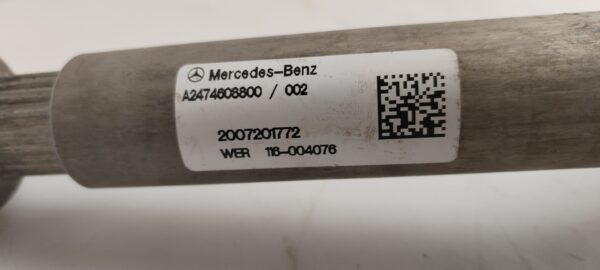 Mercedes-Benz
A2474608800 / 002
2007201772
WER 116-004076